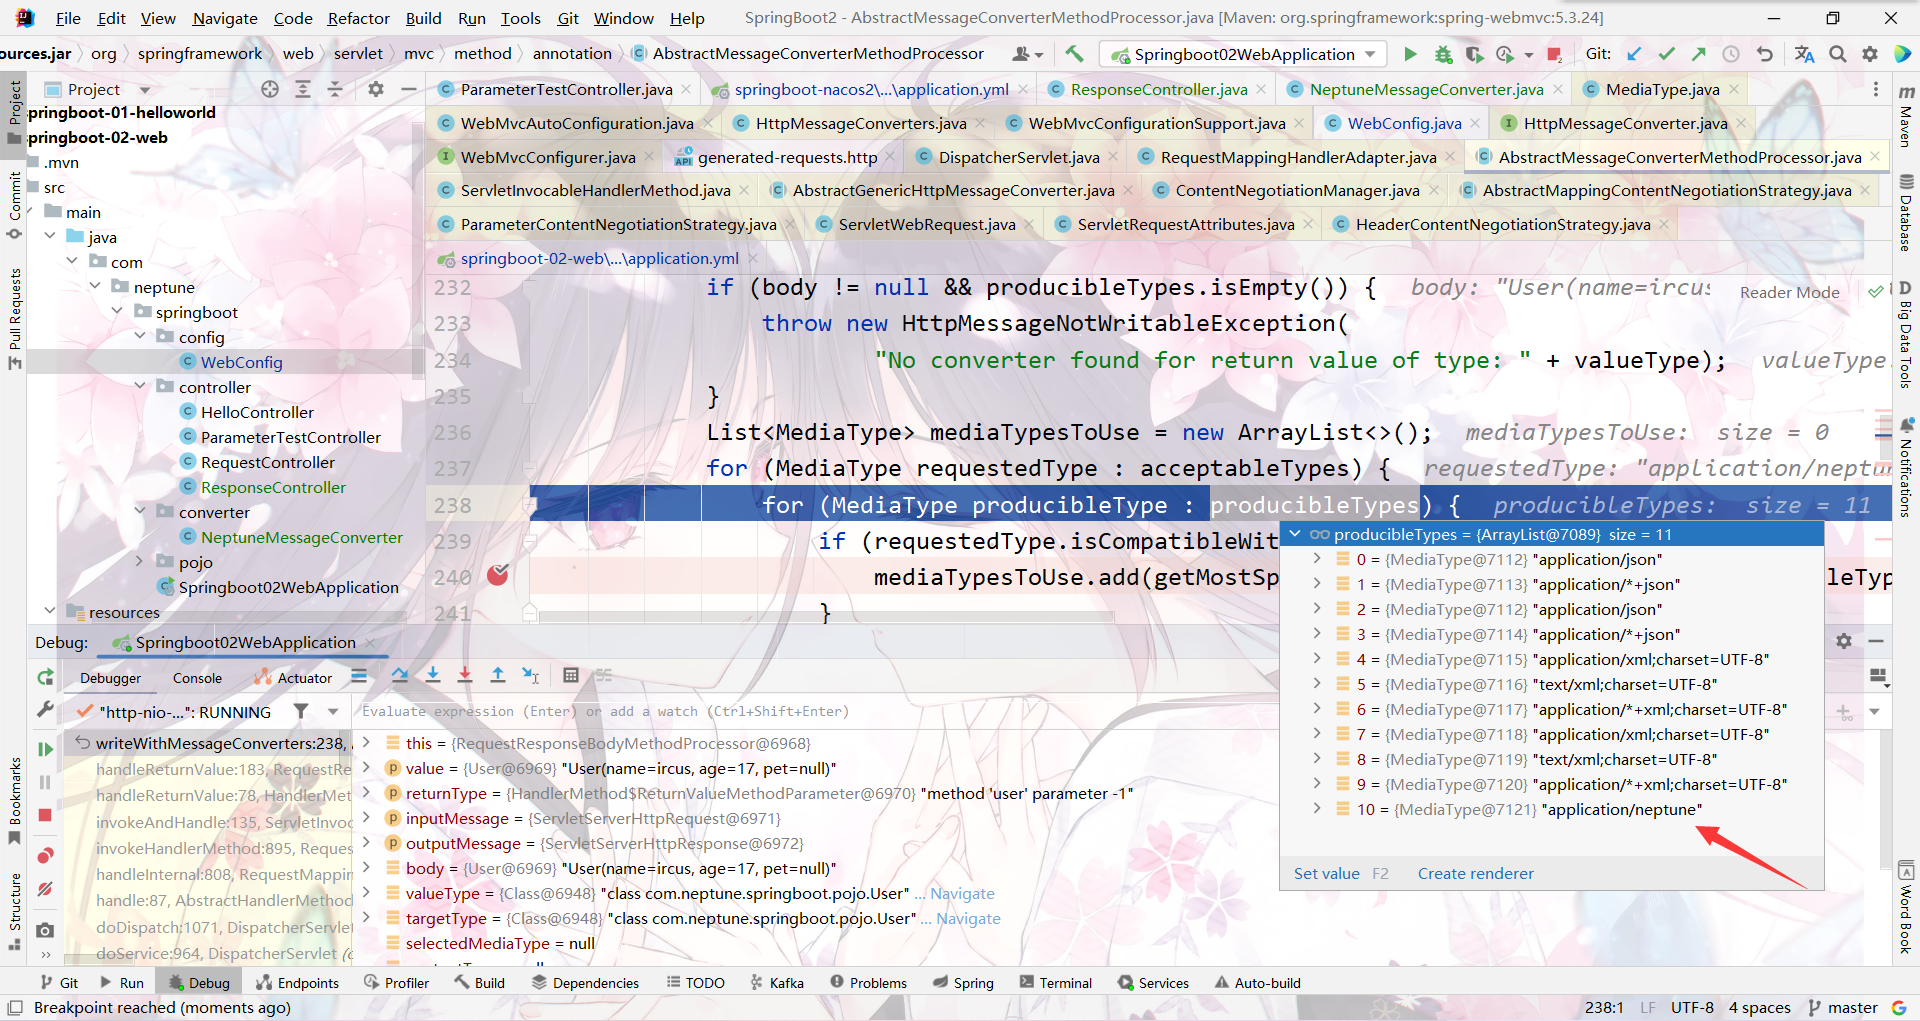 File Edit View Navigate Code Refactor Build Run Tools Git Window Help SpringBoot2 - AbstractMessageConverterMethodProcessor.java [Maven: org.springframework:spring-webmvc:5.3.24]
ources.jar org springframework web servlet mvc method annotation AbstractMessageConverterMethodProcessor Springboot02WebApplication Git:
Project
ParameterTestController.java springboot-nacos2\...\application.yml ResponseController.java NeptuneMessageConverter.java MediaType.java
WebMvcAutoConfiguration.java HttpMessageConverters.java WebMvcConfigurationSupport.java WebConfig.java HttpMessageConverter.java
WebMvcConfigurer.java generated-requests.http DispatcherServlet.java RequestMappingHandlerAdapter.java AbstractMessageConverterMethodProcessor.java
ServletInvocableHandlerMethod.java AbstractGenericHttpMessageConverter.java ContentNegotiationManager.java AbstractMappingContentNegotiationStrategy.java
ParameterContentNegotiationStrategy.java ServletWebRequest.java ServletRequestAttributes.java HeaderContentNegotiationStrategy.java
springboot-02-web\...\application.yml
Project
Commit
Pull Requests
Bookmarks
Structure
pringboot-01-helloworld
pringboot-02-web
.mvn
src
main
java
com
neptune
springboot
config
WebConfig
controller
HelloController
ParameterTestController
RequestController
ResponseController
converter
NeptuneMessageConverter
pojo
Springboot02WebApplication
resources
Reader Mode
232 if (body != null && producibleTypes.isEmpty()) { body: "User(name=ircus
233 throw new HttpMessageNotWritableException(
234 "No converter found for return value of type: " + valueType); valueType
235 }
236 List<MediaType> mediaTypesToUse = new ArrayList<>(); mediaTypesToUse: size = 0
237 for (MediaType requestedType : acceptableTypes) { requestedType: "application/neptun
238 for (MediaType producibleType : producibleTypes) { producibleTypes: size = 11
239 if (requestedType.isCompatibleWit
240 mediaTypesToUse.add(getMostSp leTyp
241 }
producibleTypes = {ArrayList@7089} size = 11
0 = {MediaType@7112} "application/json"
1 = {MediaType@7113} "application/*+json"
2 = {MediaType@7112} "application/json"
3 = {MediaType@7114} "application/*+json"
4 = {MediaType@7115} "application/xml;charset=UTF-8"
5 = {MediaType@7116} "text/xml;charset=UTF-8"
6 = {MediaType@7117} "application/*+xml;charset=UTF-8"
7 = {MediaType@7118} "application/xml;charset=UTF-8"
8 = {MediaType@7119} "text/xml;charset=UTF-8"
9 = {MediaType@7120} "application/*+xml;charset=UTF-8"
10 = {MediaType@7121} "application/neptune"
Set value F2 Create renderer
Maven
Database
Big Data Tools
Notifications
Word Book
Debug: Springboot02WebApplication
Debugger Console Actuator
"http-nio-...": RUNNING
Evaluate expression (Enter) or add a watch (Ctrl+Shift+Enter)
writeWithMessageConverters:238,
handleReturnValue:183, RequestRe
handleReturnValue:78, HandlerMet
invokeAndHandle:135, ServletInvoc
invokeHandlerMethod:895, Reques
handleInternal:808, RequestMappin
handle:87, AbstractHandlerMethod
doDispatch:1071, DispatcherServlet
doService:964, DispatcherServlet (
this = {RequestResponseBodyMethodProcessor@6968}
value = {User@6969} "User(name=ircus, age=17, pet=null)"
returnType = {HandlerMethod$ReturnValueMethodParameter@6970} "method 'user' parameter -1"
inputMessage = {ServletServerHttpRequest@6971}
outputMessage = {ServletServerHttpResponse@6972}
body = {User@6969} "User(name=ircus, age=17, pet=null)"
valueType = {Class@6948} "class com.neptune.springboot.pojo.User" ... Navigate
targetType = {Class@6948} "class com.neptune.springboot.pojo.User" ... Navigate
selectedMediaType = null
Git Run Debug Endpoints Profiler Build Dependencies TODO Kafka Problems Spring Terminal Services Auto-build
Breakpoint reached (moments ago) 238:1 LF UTF-8 4 spaces master